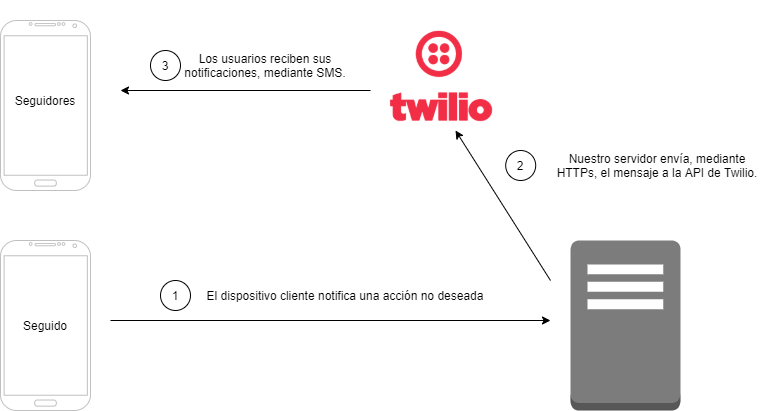 3
Los usuarios reciben sus
notificaciones, mediante SMS.
Seguidores
twilio
2
Nuestro servidor envía, mediante
HTTPs, el mensaje a la API de Twilio.
1
El dispositivo cliente notifica una acción no deseada
Seguido